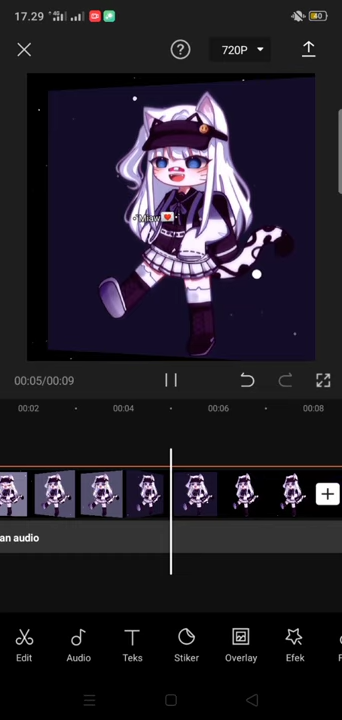 17.29
40
720P
•Miaw 💌•
00:05/00:09
00:02
00:04
00:06
00:08
an audio
Edit
Audio
Teks
Stiker
Overlay
Efek